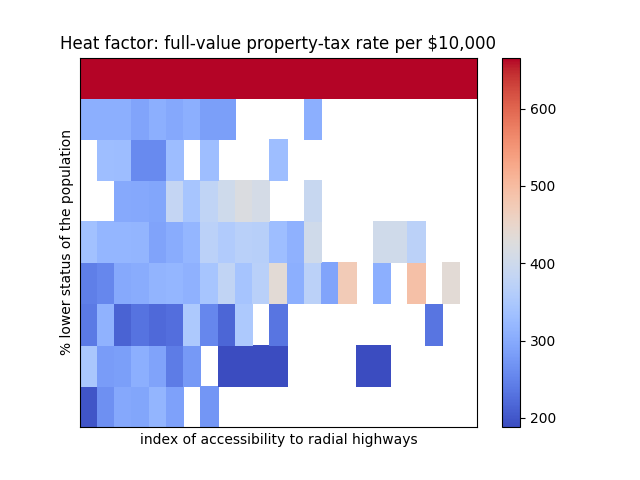 Heat factor: full-value property-tax rate per $10,000
% lower status of the population
index of accessibility to radial highways
600
500
400
300
200